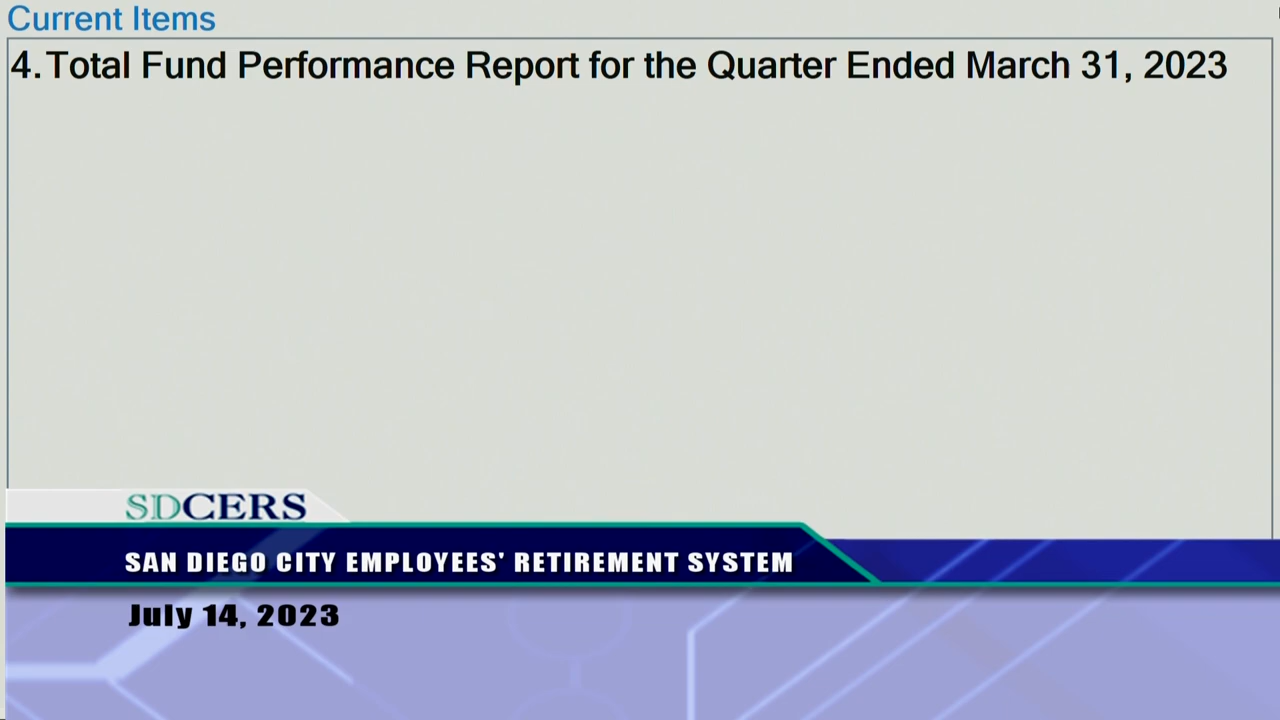 Current Items
4. Total Fund Performance Report for the Quarter Ended March 31, 2023
SDCERS
SAN DIEGO CITY EMPLOYEES' RETIREMENT SYSTEM
July 14, 2023